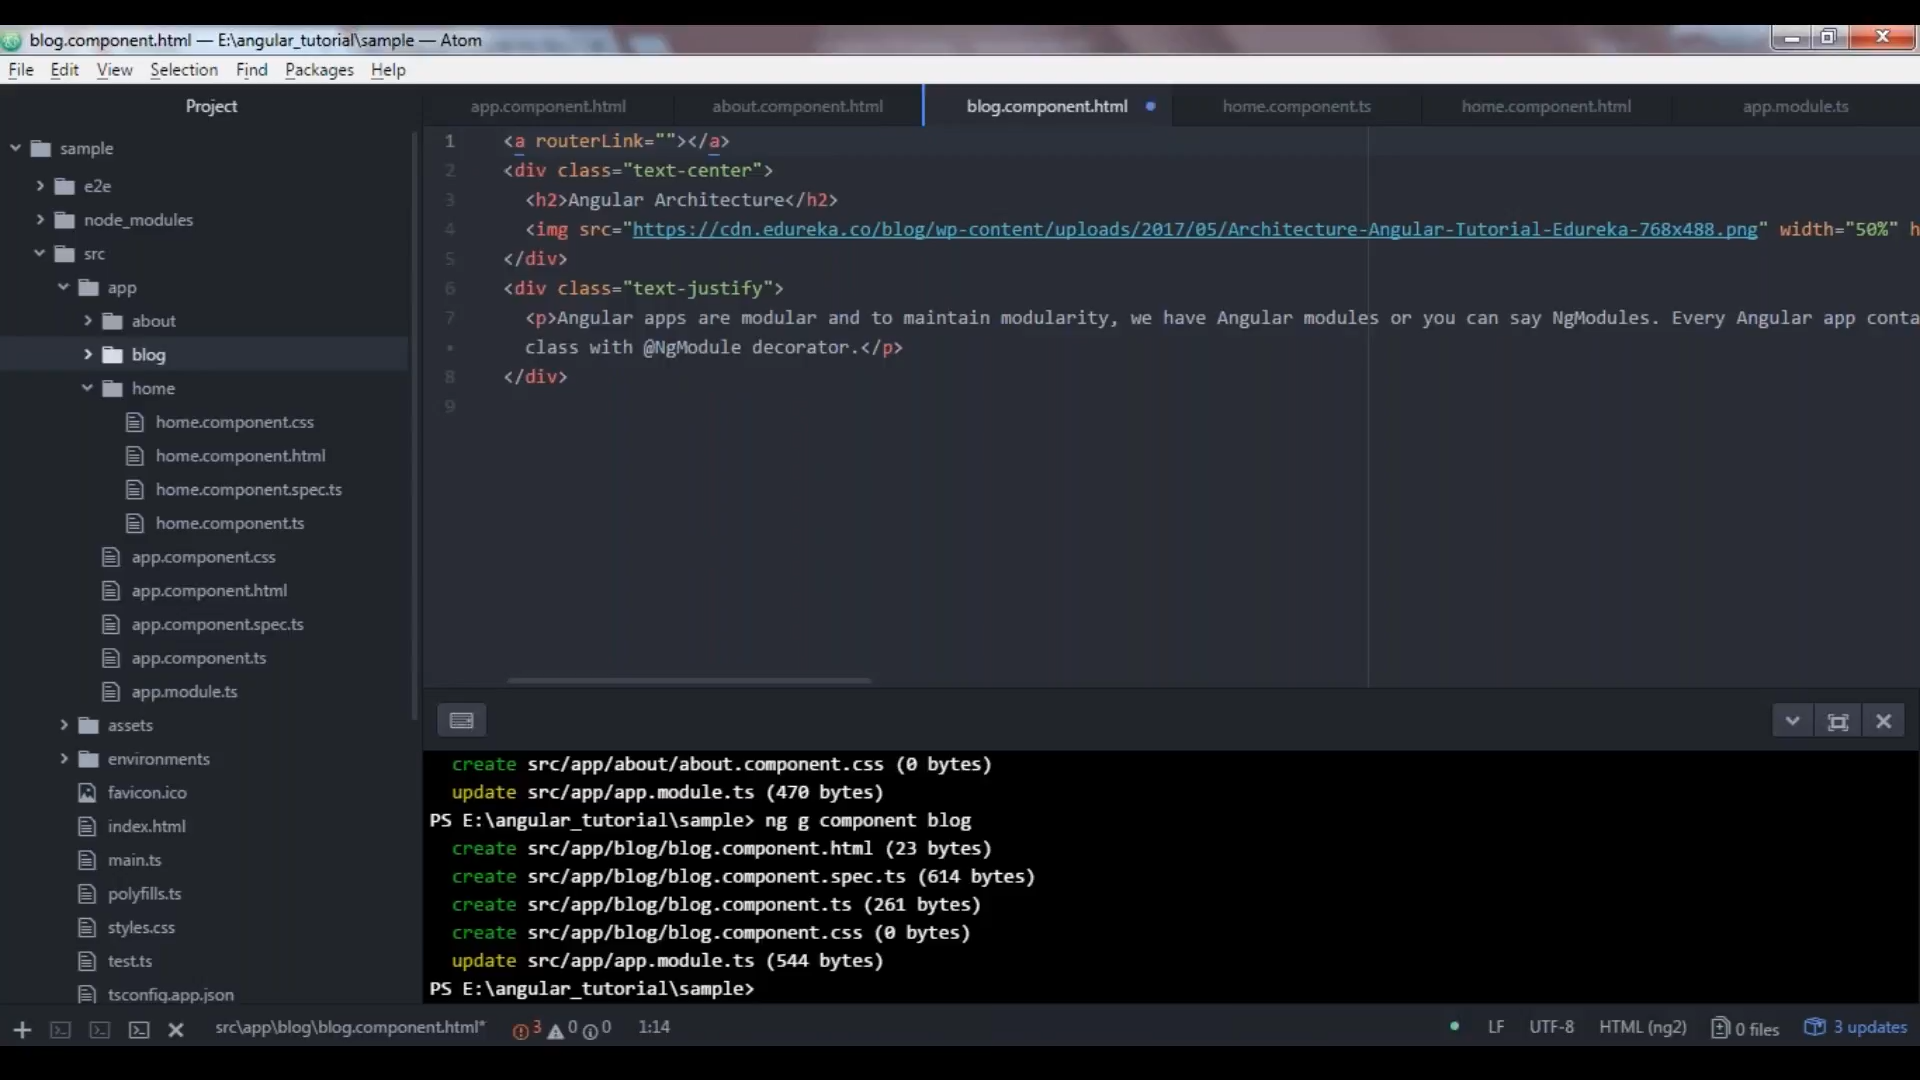 blog.component.html — E:\angular_tutorial\sample — Atom
File Edit View Selection Find Packages Help
Project
app.component.html about.component.html blog.component.html home.component.ts home.component.html app.module.ts
sample
e2e
node_modules
src
app
about
blog
home
home.component.css
home.component.html
home.component.spec.ts
home.component.ts
app.component.css
app.component.html
app.component.spec.ts
app.component.ts
app.module.ts
assets
environments
favicon.ico
index.html
main.ts
polyfills.ts
styles.css
test.ts
tsconfig.app.json
1 <a routerLink=""></a>
2 <div class="text-center">
3 <h2>Angular Architecture</h2>
4 <img src="https://cdn.edureka.co/blog/wp-content/uploads/2017/05/Architecture-Angular-Tutorial-Edureka-768x488.png" width="50%" h
5 </div>
6 <div class="text-justify">
7 <p>Angular apps are modular and to maintain modularity, we have Angular modules or you can say NgModules. Every Angular app conta
• class with @NgModule decorator.</p>
8 </div>
9
create src/app/about/about.component.css (0 bytes)
update src/app/app.module.ts (470 bytes)
PS E:\angular_tutorial\sample> ng g component blog
create src/app/blog/blog.component.html (23 bytes)
create src/app/blog/blog.component.spec.ts (614 bytes)
create src/app/blog/blog.component.ts (261 bytes)
create src/app/blog/blog.component.css (0 bytes)
update src/app/app.module.ts (544 bytes)
PS E:\angular_tutorial\sample>
src\app\blog\blog.component.html* 3 0 0 1:14 LF UTF-8 HTML (ng2) 0 files 3 updates